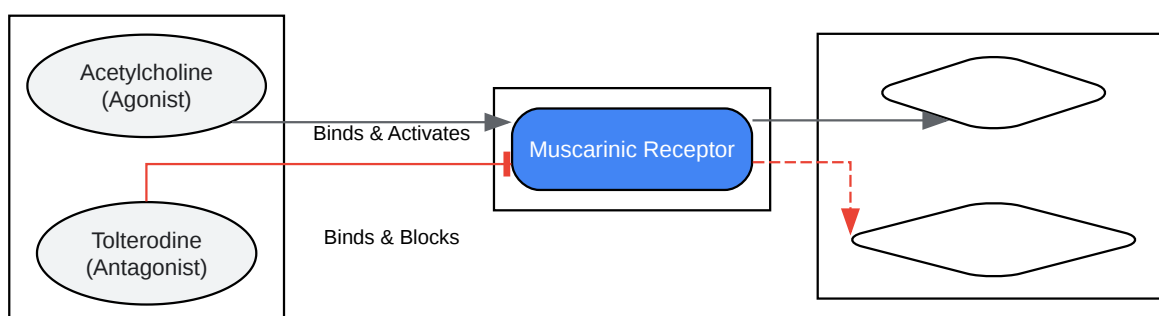 Acetylcholine
(Agonist)
Binds & Activates
Muscarinic Receptor
Tolterodine
(Antagonist)
Binds & Blocks